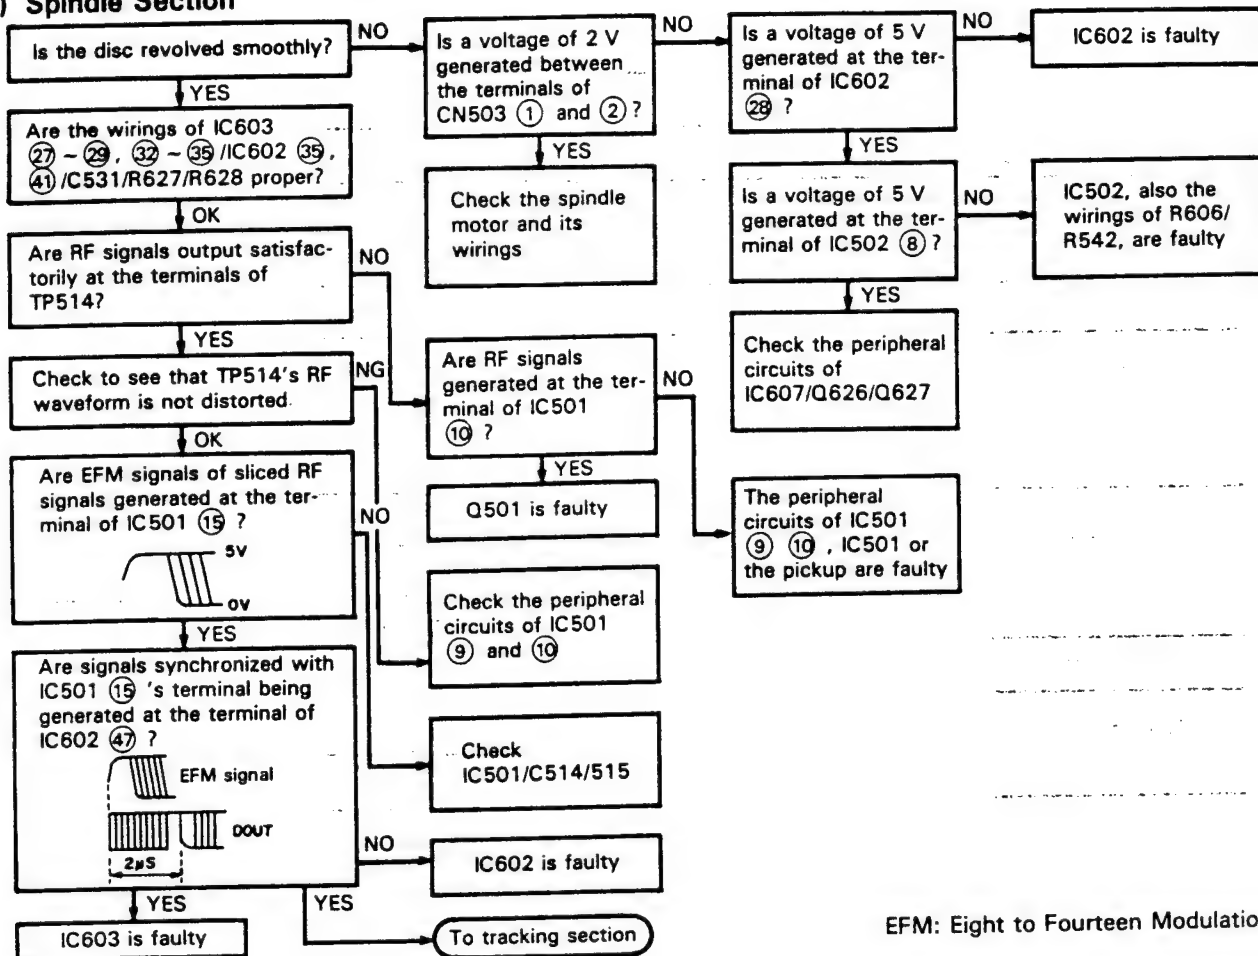 ) Spindle Section
Is the disc revolved smoothly?
NO
YES
Are the wirings of IC603
㉗ ~ ㉙, ㉜ ~ ㉟/IC602 ㉟,
㊶/C531/R627/R628 proper?
OK
Are RF signals output satisfac-
torily at the terminals of
TP514?
NO
YES
Check to see that TP514's RF
waveform is not distorted.
NG
OK
Are EFM signals of sliced RF
signals generated at the ter-
minal of IC501 ⑮ ?
5V
0V
NO
YES
Are signals synchronized with
IC501 ⑮ 's terminal being
generated at the terminal of
IC602 ㊼ ?
EFM signal
DOUT
2μS
NO
YES
YES
IC603 is faulty
To tracking section
Is a voltage of 2 V
generated between
the terminals of
CN503 ① and ② ?
NO
YES
Check the spindle
motor and its
wirings
Are RF signals
generated at the ter-
minal of IC501
⑩ ?
NO
YES
Q501 is faulty
Check the peripheral
circuits of IC501
⑨ and ⑩
Check
IC501/C514/515
IC602 is faulty
Is a voltage of 5 V
generated at the ter-
minal of IC602
㉘ ?
NO
YES
Is a voltage of 5 V
generated at the ter-
minal of IC502 ⑧ ?
NO
YES
Check the peripheral
circuits of
IC607/Q626/Q627
The peripheral
circuits of IC501
⑨ ⑩ , IC501 or
the pickup are faulty
IC602 is faulty
IC502, also the
wirings of R606/
R542, are faulty
EFM: Eight to Fourteen Modulatio